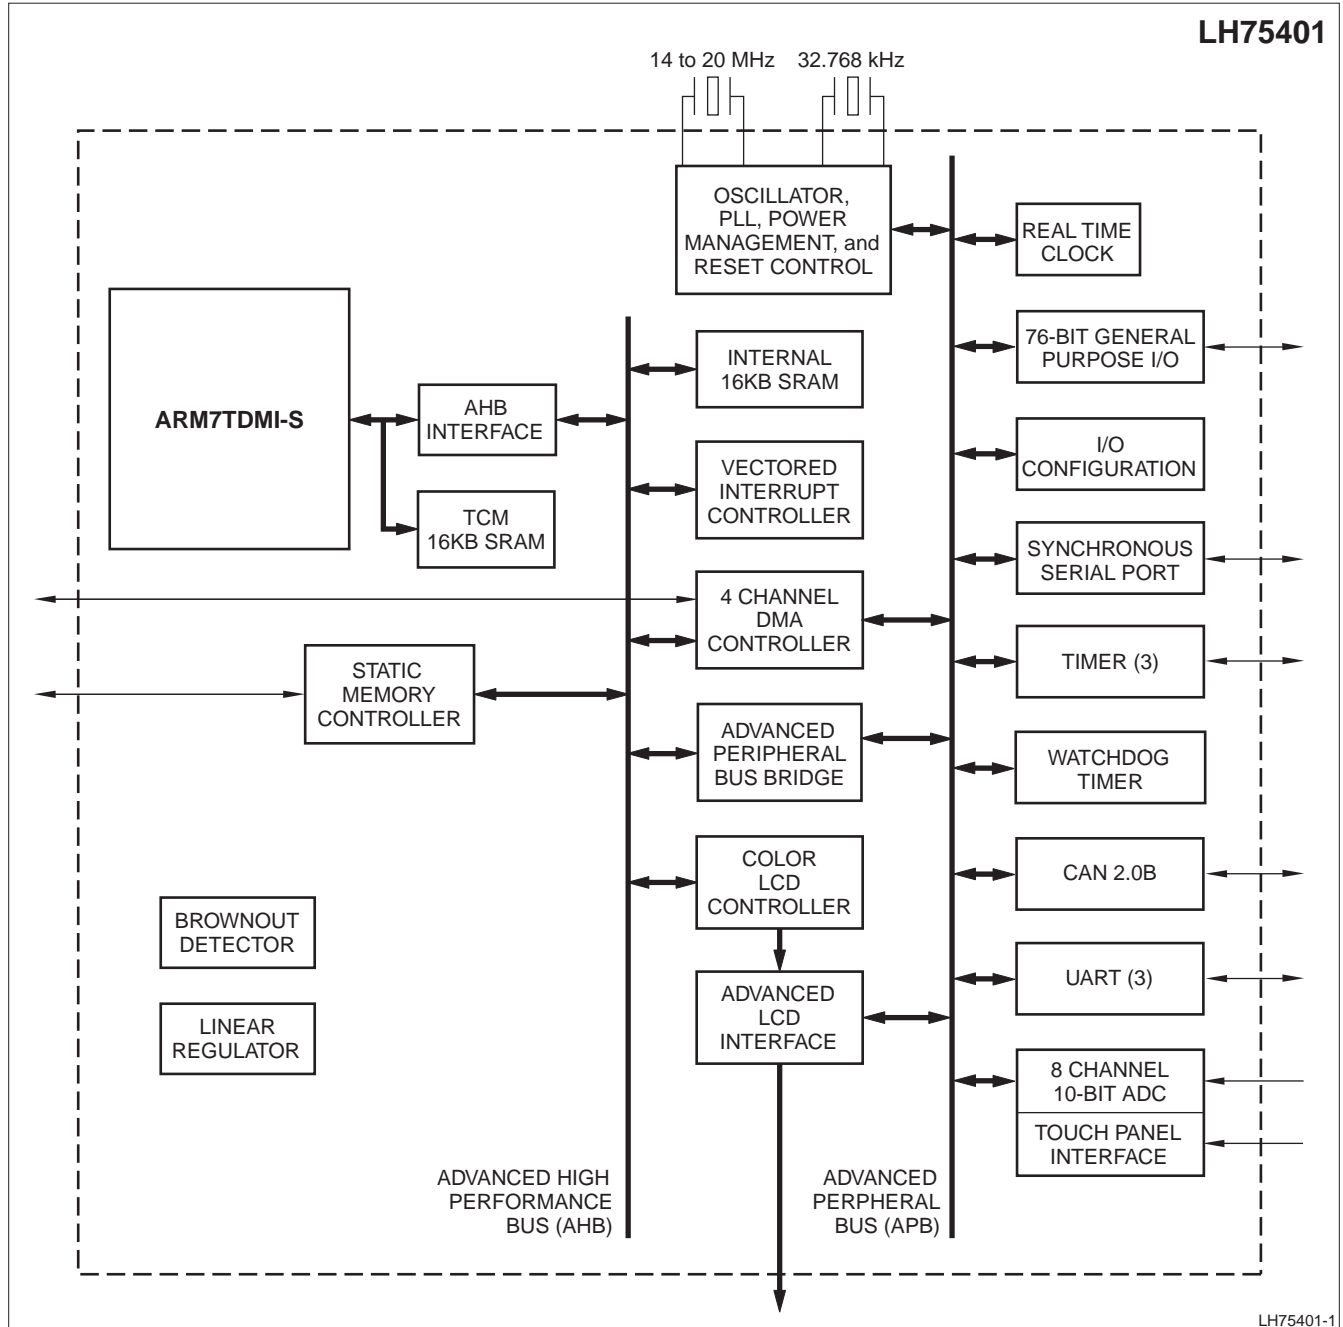 LH75401
14 to 20 MHz
32.768 kHz
OSCILLATOR,
PLL, POWER
MANAGEMENT, and
RESET CONTROL
REAL TIME
CLOCK
ARM7TDMI-S
AHB
INTERFACE
TCM
16KB SRAM
INTERNAL
16KB SRAM
VECTORED
INTERRUPT
CONTROLLER
4 CHANNEL
DMA
CONTROLLER
STATIC
MEMORY
CONTROLLER
ADVANCED
PERIPHERAL
BUS BRIDGE
COLOR
LCD
CONTROLLER
ADVANCED
LCD
INTERFACE
76-BIT GENERAL
PURPOSE I/O
I/O
CONFIGURATION
SYNCHRONOUS
SERIAL PORT
TIMER (3)
WATCHDOG
TIMER
CAN 2.0B
UART (3)
8 CHANNEL
10-BIT ADC
TOUCH PANEL
INTERFACE
BROWNOUT
DETECTOR
LINEAR
REGULATOR
ADVANCED HIGH
PERFORMANCE
BUS (AHB)
ADVANCED
PERPHERAL
BUS (APB)
LH75401-1